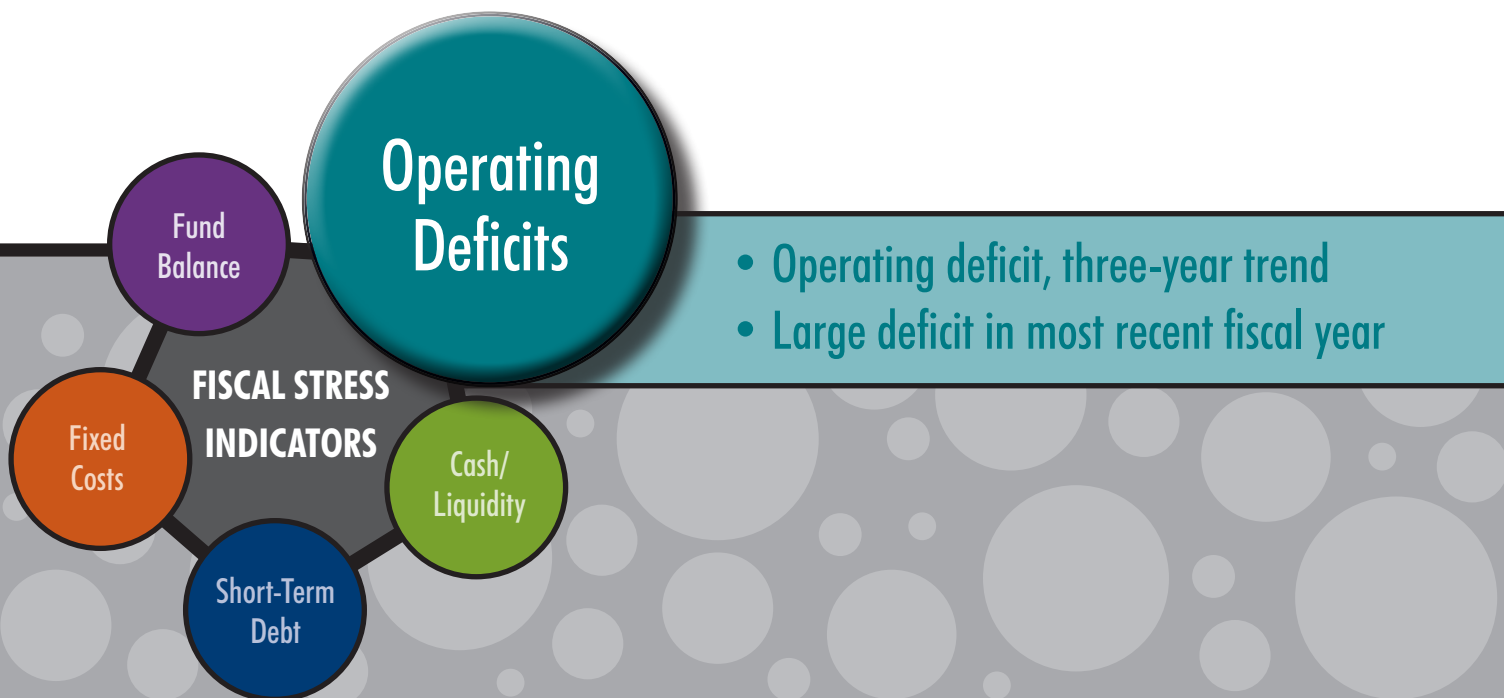 Operating
Deficits
• Operating deficit, three-year trend
• Large deficit in most recent fiscal year
Fund
Balance
FISCAL STRESS
INDICATORS
Fixed
Costs
Cash/
Liquidity
Short-Term
Debt